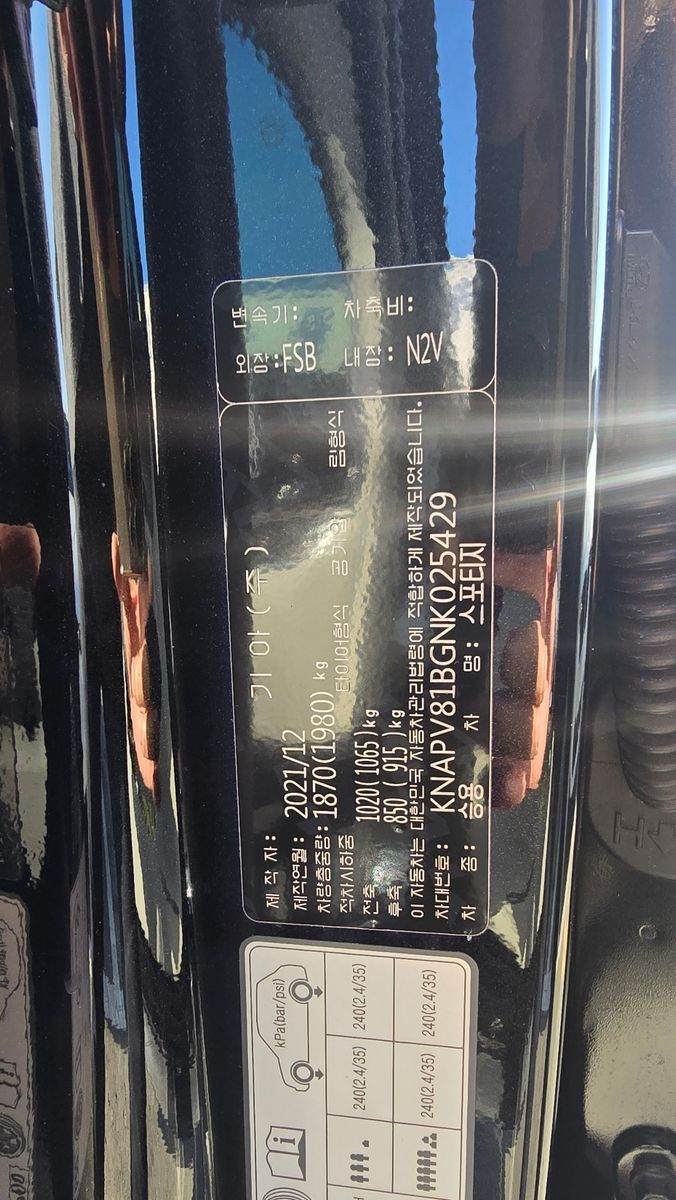 변속기: 차축비:
외장:FSB 내장: N2V
제작자: 기아(주)
제작연월: 2021/12
차량총중량:1870(1980) kg
적차시하중 타이어형식 공기압 림형식
전축 1020(1065)kg
후축 850 ( 915 )kg
이 자동차는 대한민국 자동차관리법령에 적합하게 제작되었습니다.
차대번호: KNAPV81BGNK025429
차 종: 승용 차 명: 스포티지
kPa(bar/psi)
240(2.4/35) 240(2.4/35)
240(2.4/35) 240(2.4/35)